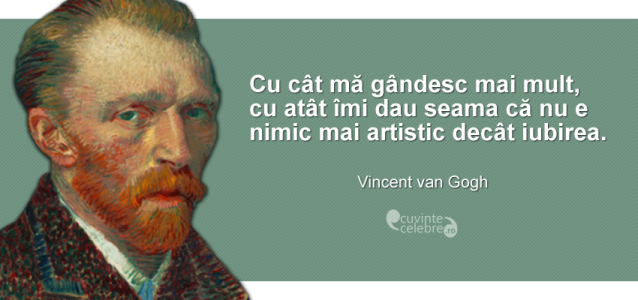 Cu cât mă gândesc mai mult,
cu atât îmi dau seama că nu e
nimic mai artistic decât iubirea.
Vincent van Gogh
cuvinte
celebre.ro